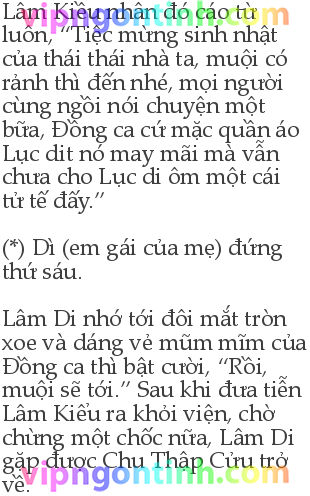 Lâm Kiều nhân đó cáo từ
luôn, “Tiệc mừng sinh nhật
của thái thái nhà ta, muội có
rảnh thì đến nhé, mọi người
cùng ngồi nói chuyện một
bữa, Đồng ca cứ mặc quần áo
Lục dit nó may mãi mà vẫn
chưa cho Lục di ôm một cái
tử tế đấy.”
(*) Dì (em gái của mẹ) đứng
thứ sáu.
Lâm Di nhớ tới đôi mắt tròn
xoe và dáng vẻ mũm mĩm của
Đồng ca thì bật cười, “Rồi,
muội sẽ tới.” Sau khi đưa tiễn
Lâm Kiểu ra khỏi viện, chờ
chừng một chốc nữa, Lâm Di
gặp được Chu Thập Cửu trở
về.
vipngontinh.com
vipngontinh.com